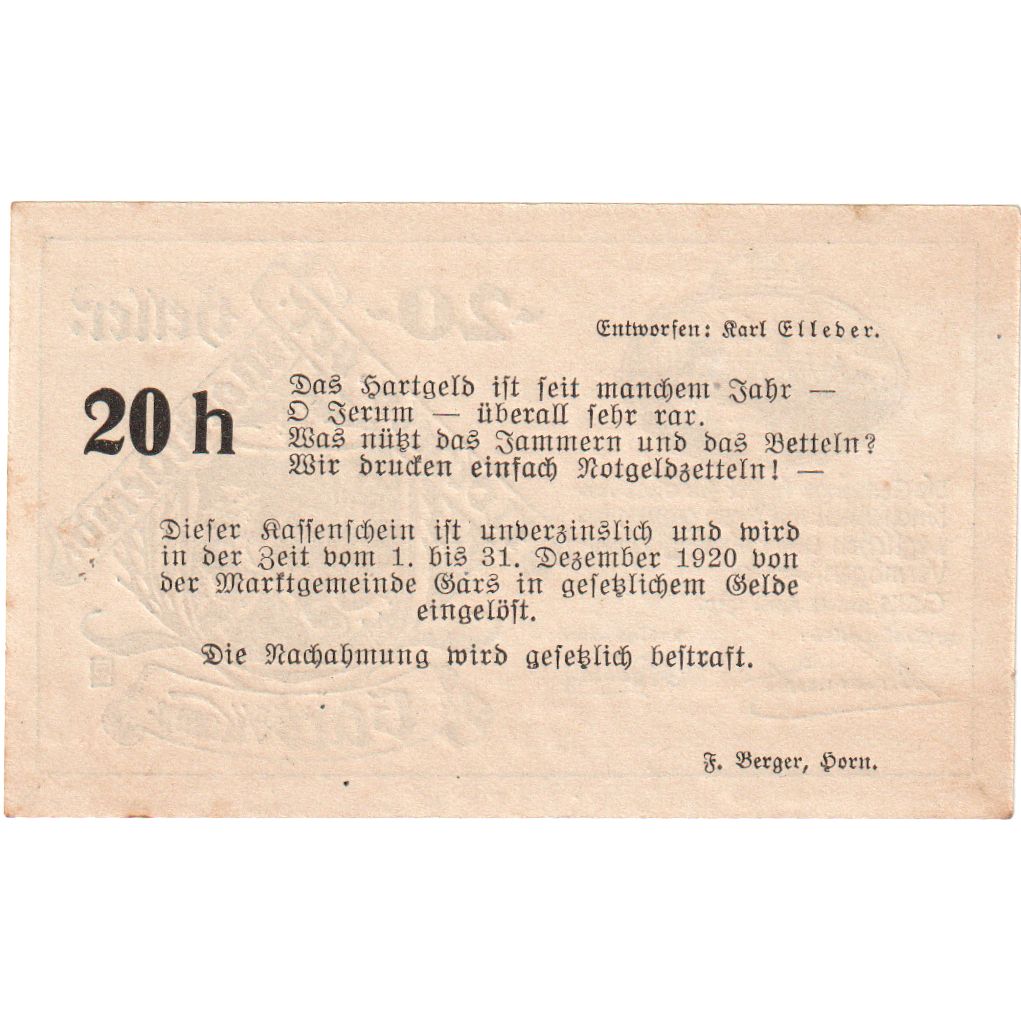 Entworfen: Karl Elleder.
20 h
Das Hartgeld ist seit manchem Jahr —
O Jerum — überall sehr rar.
Was nützt das Jammern und das Betteln?
Wir drucken einfach Notgeldzetteln! —
Dieser Kassenschein ist unverzinslich und wird
in der Zeit vom 1. bis 31. Dezember 1920 von
der Marktgemeinde Gars in gesetzlichem Gelde
eingelöst.
Die Nachahmung wird gesetzlich bestraft.
F. Berger, Horn.